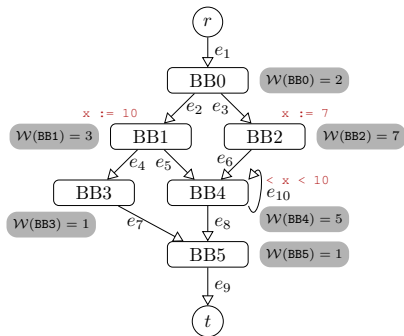 r
e1
BB0
W(BB0) = 2
e2
e3
x := 10
x := 7
W(BB1) = 3
BB1
BB2
W(BB2) = 7
e4
e5
e6
< x < 10
BB3
BB4
e10
W(BB3) = 1
W(BB4) = 5
e7
e8
BB5
W(BB5) = 1
e9
t